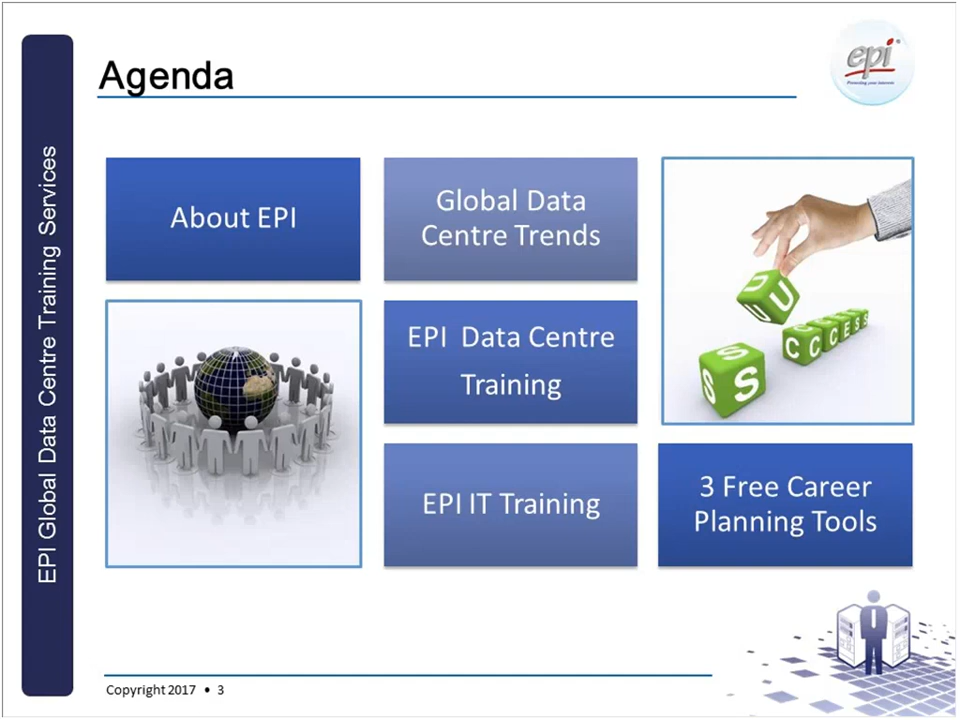 Agenda
epi
EPI Global Data Centre Training Services
About EPI
Global Data
Centre Trends
EPI Data Centre
Training
EPI IT Training
3 Free Career
Planning Tools
S S
U U
C C C E S S
Copyright 2017 • 3